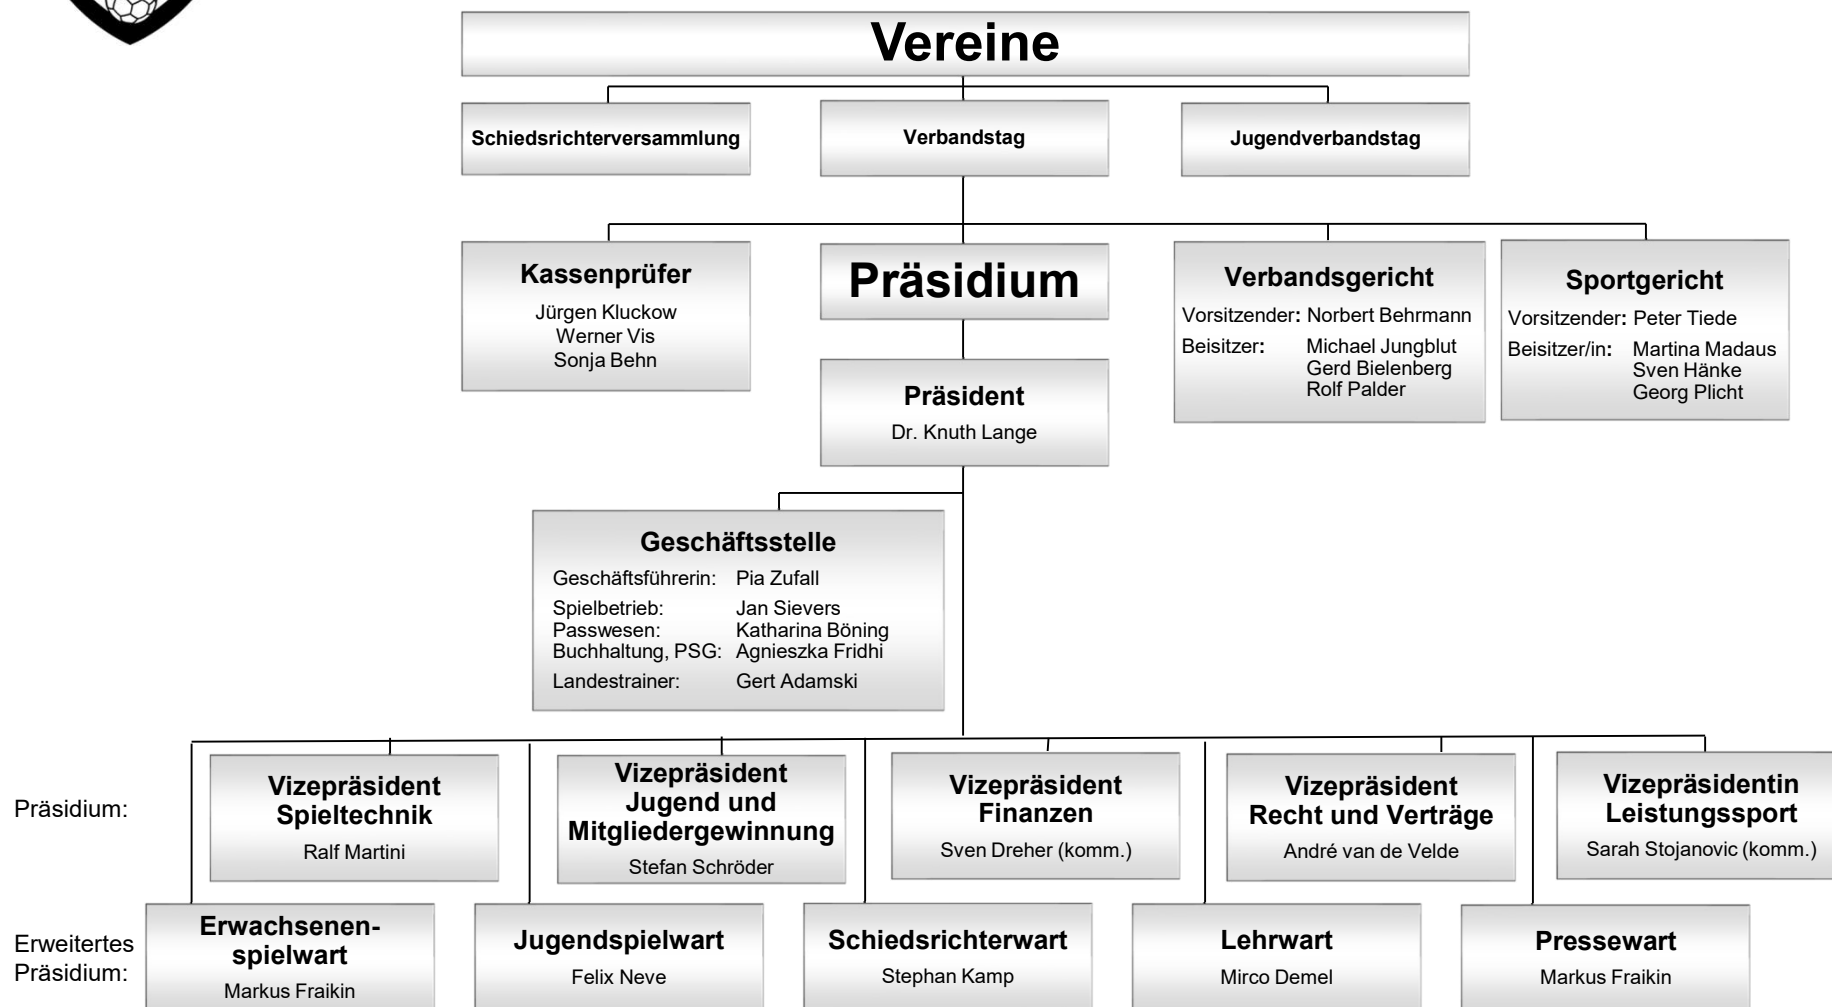 Vereine
Schiedsrichterversammlung
Verbandstag
Jugendverbandstag
Kassenprüfer
Jürgen Kluckow
Werner Vis
Sonja Behn
Präsidium
Verbandsgericht
Vorsitzender: Norbert Behrmann
Beisitzer: Michael Jungblut
Gerd Bielenberg
Rolf Palder
Sportgericht
Vorsitzender: Peter Tiede
Beisitzer/in: Martina Madaus
Sven Hänke
Georg Plicht
Präsident
Dr. Knuth Lange
Geschäftsstelle
Geschäftsführerin: Pia Zufall
Spielbetrieb: Jan Sievers
Passwesen: Katharina Böning
Buchhaltung, PSG: Agnieszka Fridhi
Landestrainer: Gert Adamski
Präsidium:
Vizepräsident
Spieltechnik
Ralf Martini
Vizepräsident
Jugend und
Mitgliedergewinnung
Stefan Schröder
Vizepräsident
Finanzen
Sven Dreher (komm.)
Vizepräsident
Recht und Verträge
André van de Velde
Vizepräsidentin
Leistungssport
Sarah Stojanovic (komm.)
Erweitertes
Präsidium:
Erwachsenen-
spielwart
Markus Fraikin
Jugendspielwart
Felix Neve
Schiedsrichterwart
Stephan Kamp
Lehrwart
Mirco Demel
Pressewart
Markus Fraikin